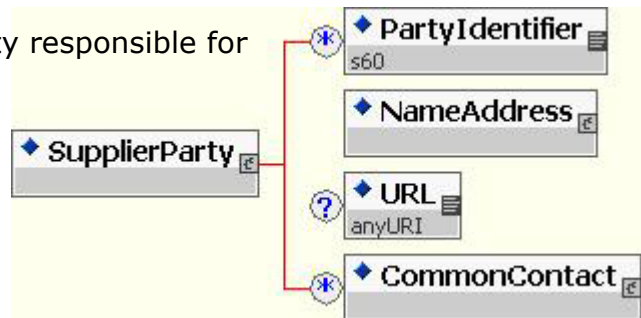 y responsible for
PartyIdentifier
s60
NameAddress
SupplierParty
?
URL
anyURI
*
CommonContact
*